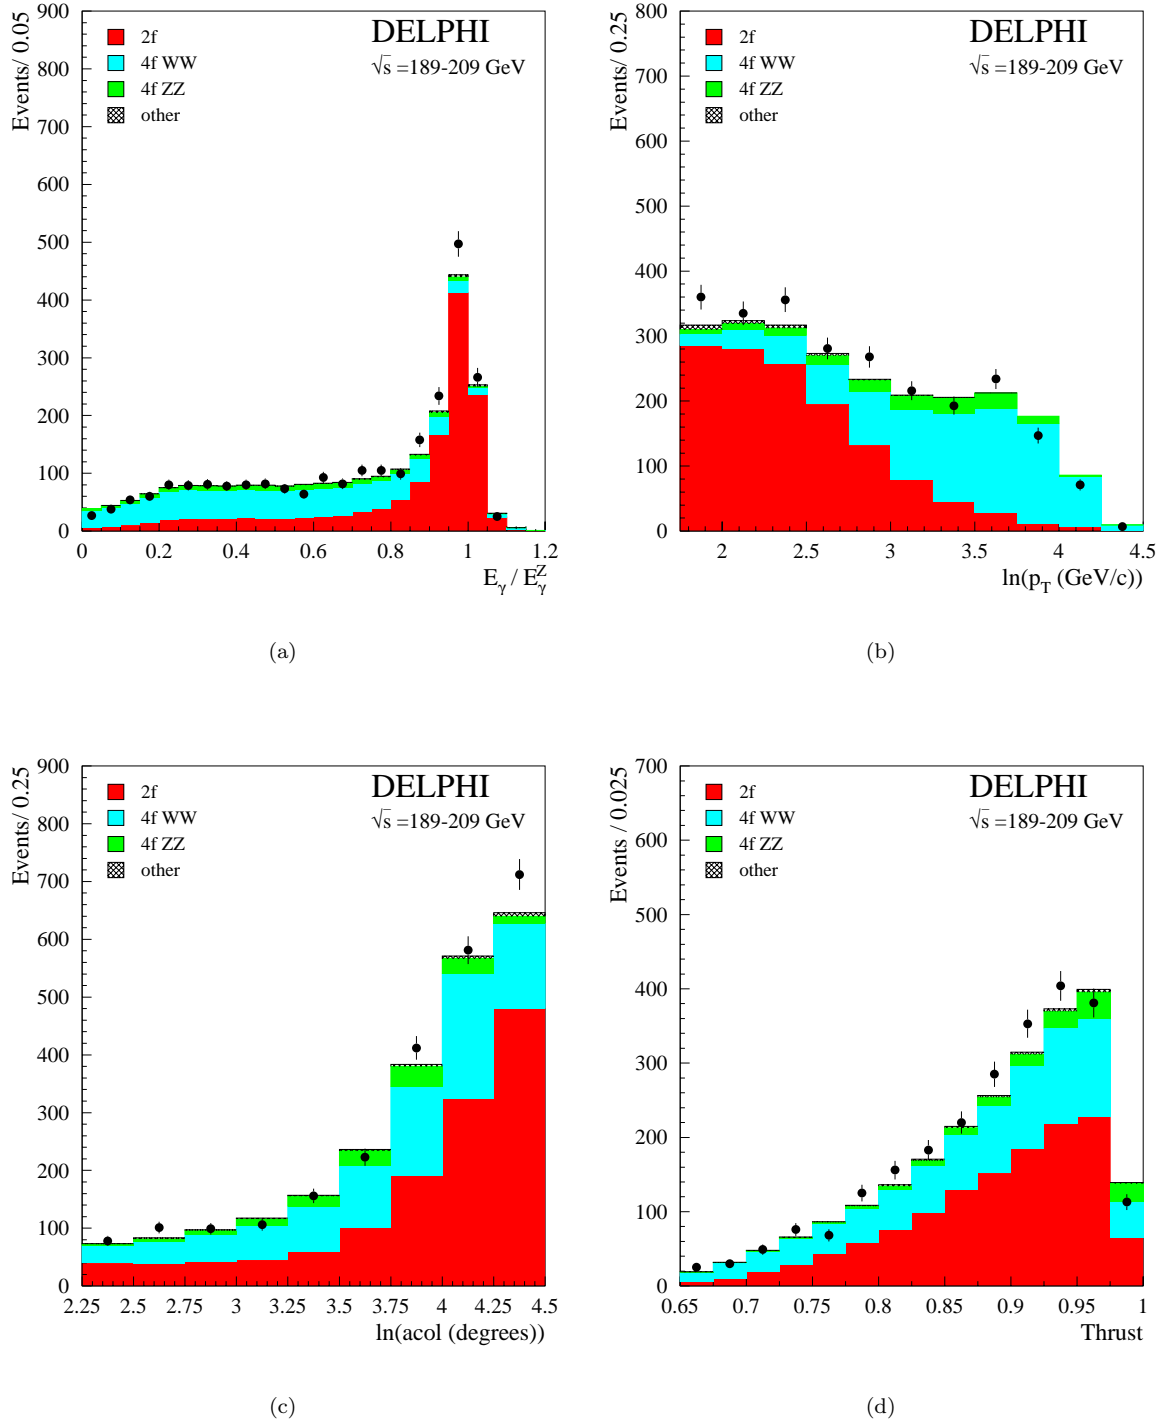 DELPHI
√s =189-209 GeV
2f
4f WW
4f ZZ
other
Events/ 0.05
900
800
700
600
500
400
300
200
100
0
0 0.2 0.4 0.6 0.8 1 1.2
E_γ / E_γ^Z
(a)
DELPHI
√s =189-209 GeV
2f
4f WW
4f ZZ
other
Events/ 0.25
800
700
600
500
400
300
200
100
0
2 2.5 3 3.5 4 4.5
ln(p_T (GeV/c))
(b)
DELPHI
√s =189-209 GeV
2f
4f WW
4f ZZ
other
Events/ 0.25
900
800
700
600
500
400
300
200
100
0
2.25 2.5 2.75 3 3.25 3.5 3.75 4 4.25 4.5
ln(acol (degrees))
(c)
DELPHI
√s =189-209 GeV
2f
4f WW
4f ZZ
other
Events / 0.025
700
600
500
400
300
200
100
0
0.65 0.7 0.75 0.8 0.85 0.9 0.95 1
Thrust
(d)